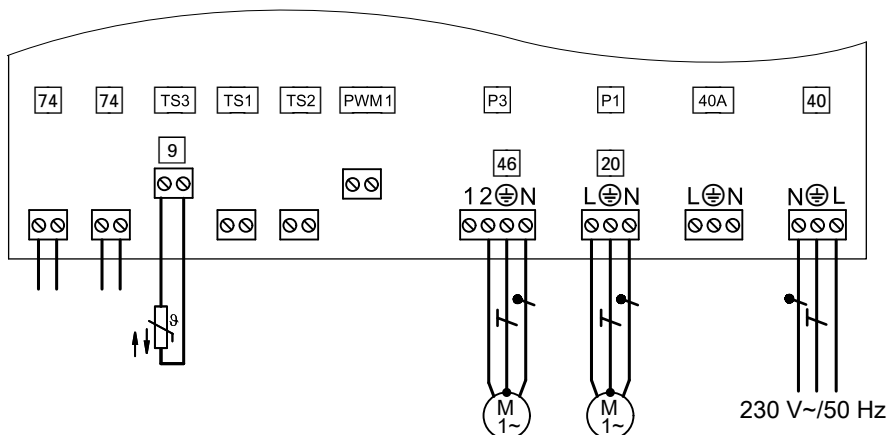 74 74 TS3 TS1 TS2 PWM1 P3 P1 40A 40
9 46 20
1 2 ⏚ N L ⏚ N L ⏚ N N ⏚ L
ϑ
M 1~ M 1~
230 V~/50 Hz